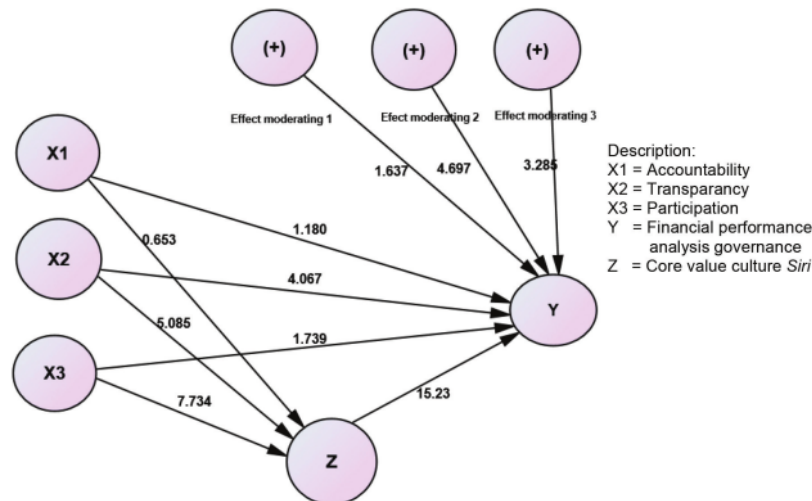 (+)
(+)
(+)
Effect moderating 1
Efect moderating 2
Effect moderating 3
1.637
4.697
3.285
X1
0.653
1.180
X2
4.067
5.085
1.739
X3
7.734
15.23
Y
Z
Description:
X1 = Accountability
X2 = Transparancy
X3 = Participation
Y = Financial performance
analysis governance
Z = Core value culture Siri